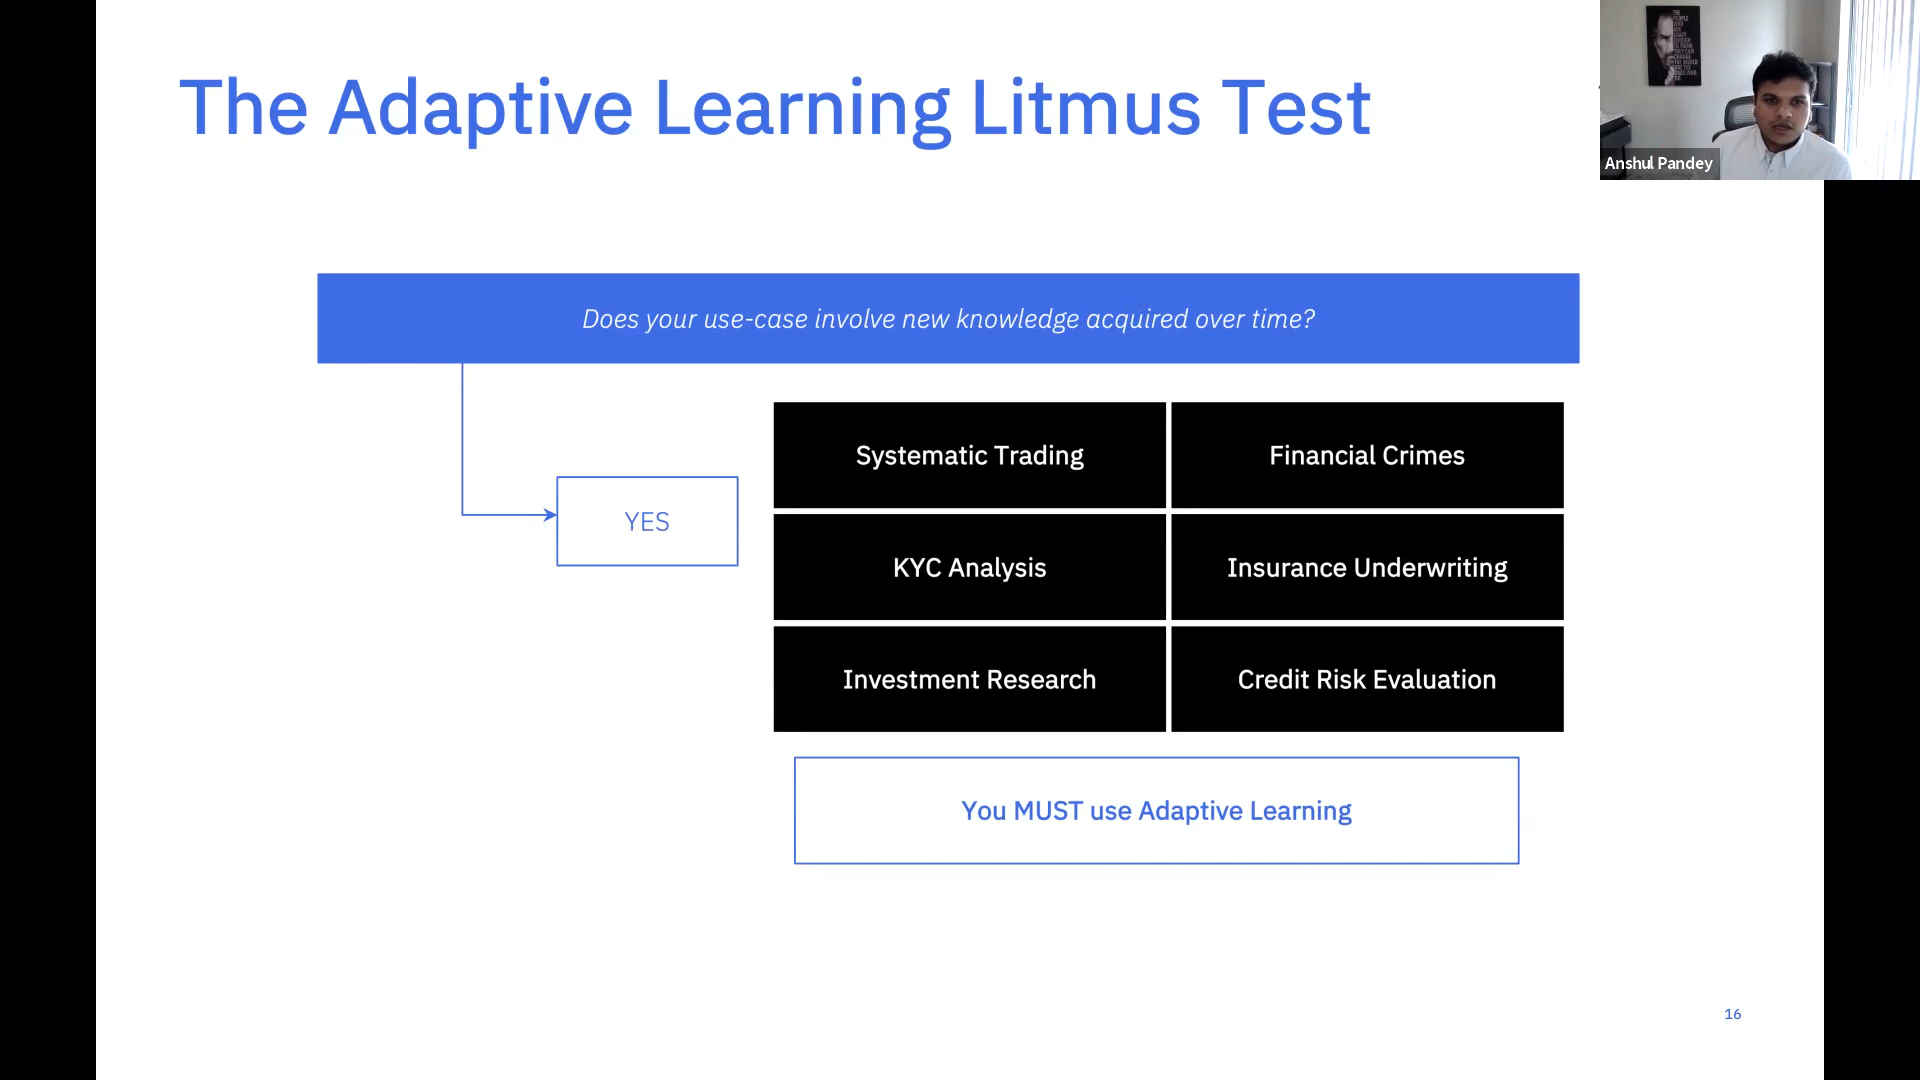 The Adaptive Learning Litmus Test
Anshul Pandey
Does your use-case involve new knowledge acquired over time?
YES
Systematic Trading
Financial Crimes
KYC Analysis
Insurance Underwriting
Investment Research
Credit Risk Evaluation
You MUST use Adaptive Learning
16